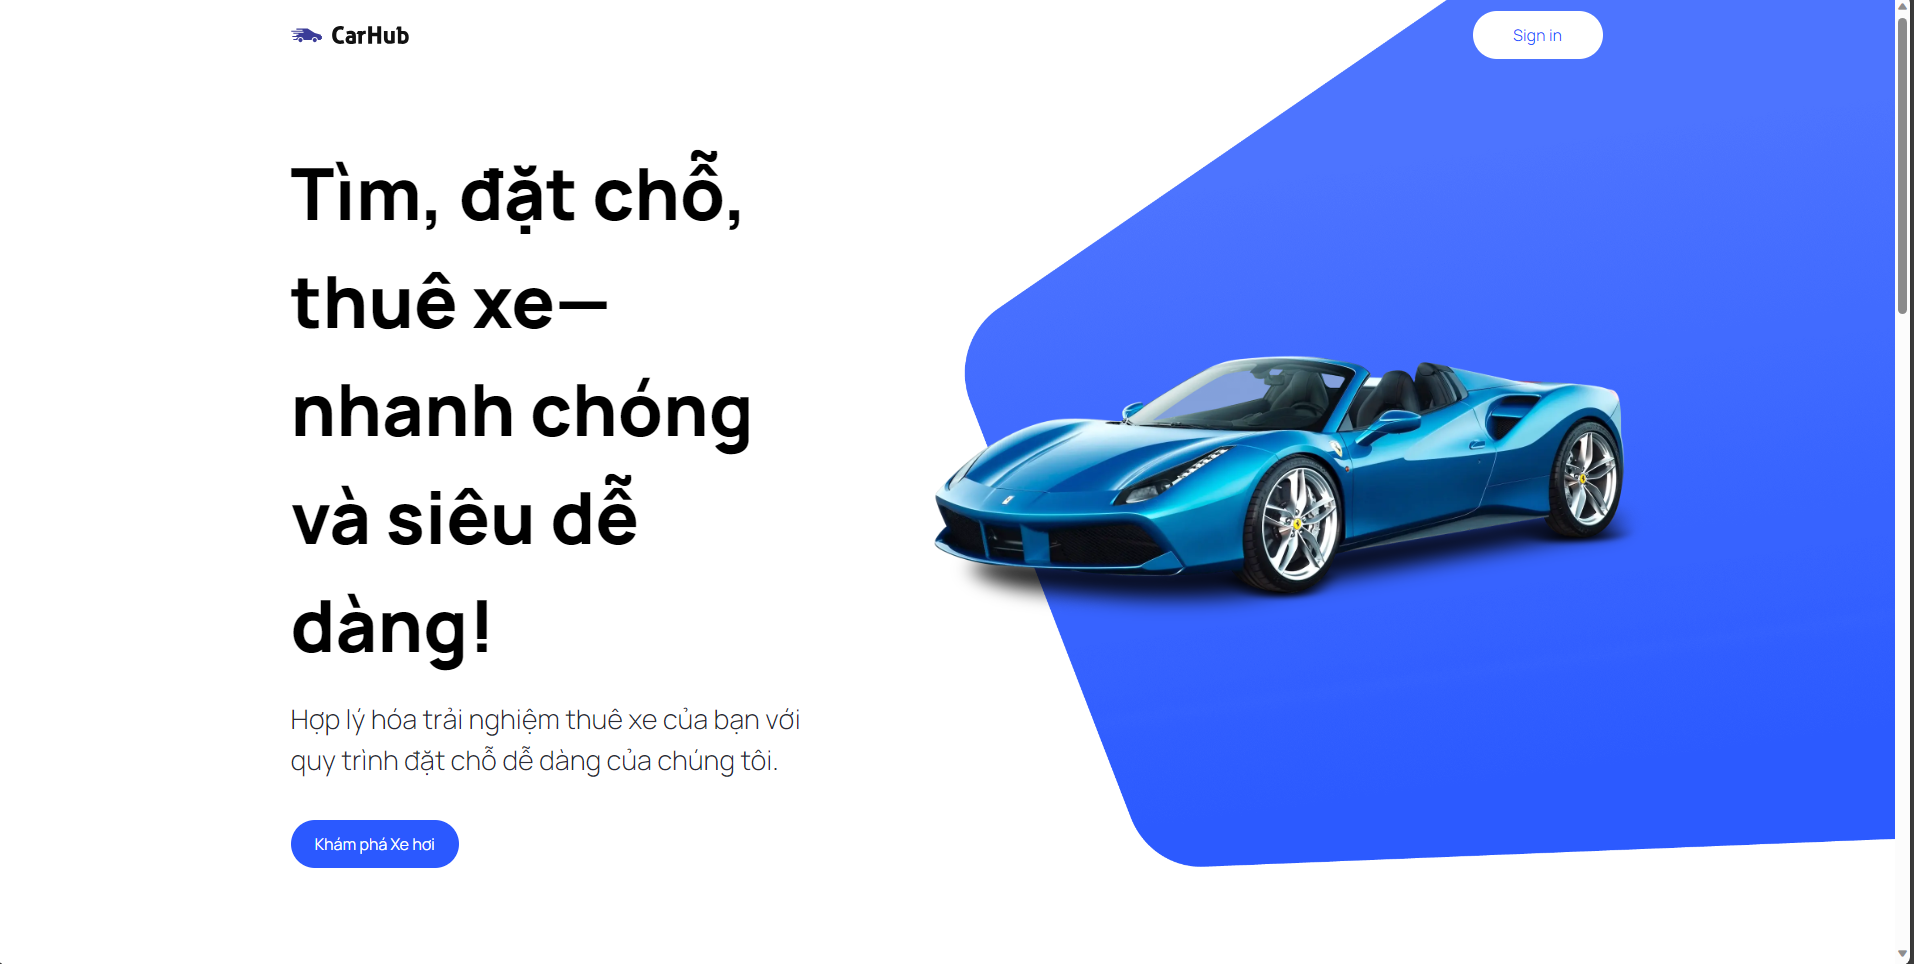 CarHub
Sign in
Tìm, đặt chỗ,
thuê xe—
nhanh chóng
và siêu dễ
dàng!
Hợp lý hóa trải nghiệm thuê xe của bạn với
quy trình đặt chỗ dễ dàng của chúng tôi.
Khám phá Xe hơi